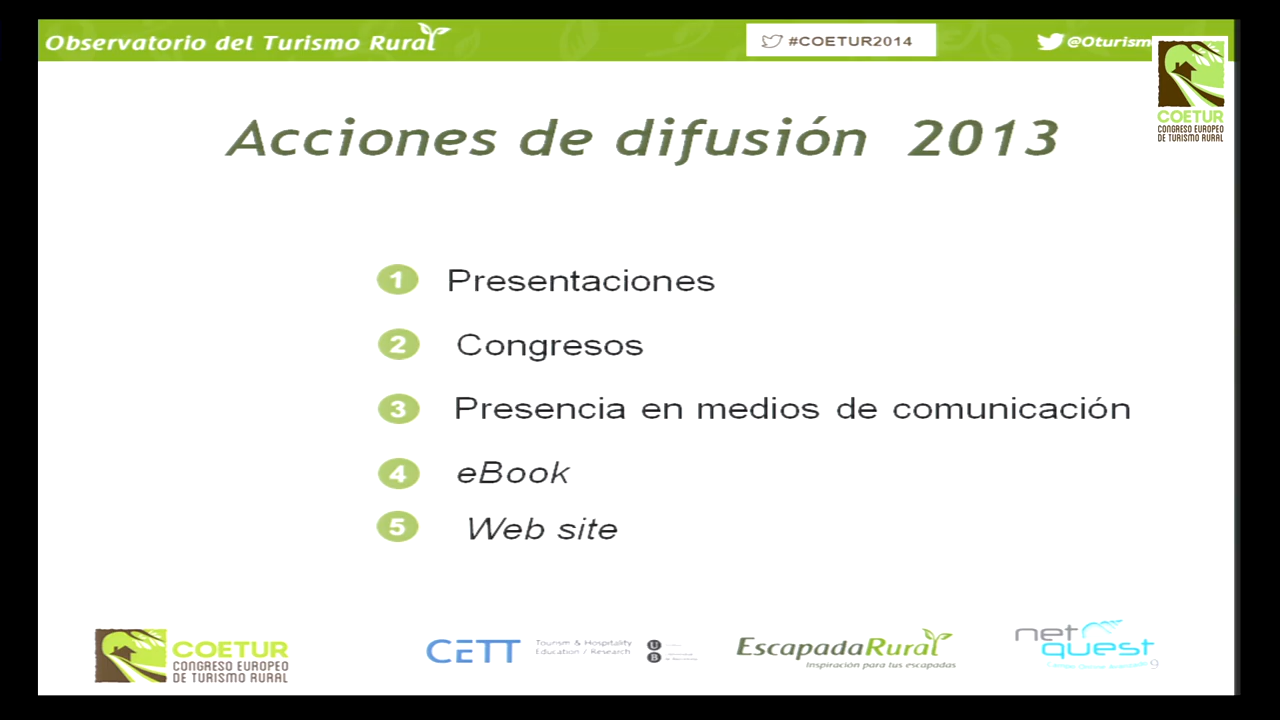 Observatorio del Turismo Rural
#COETUR2014
@Oturism
COETUR
CONGRESO EUROPEO
DE TURISMO RURAL
Acciones de difusión 2013
1 Presentaciones
2 Congresos
3 Presencia en medios de comunicación
4 eBook
5 Web site
COETUR
CONGRESO EUROPEO
DE TURISMO RURAL
CETT
Tourism & Hospitality
Education / Research
U
B
EscapadaRural
Inspiración para tus escapadas
net
quest
9